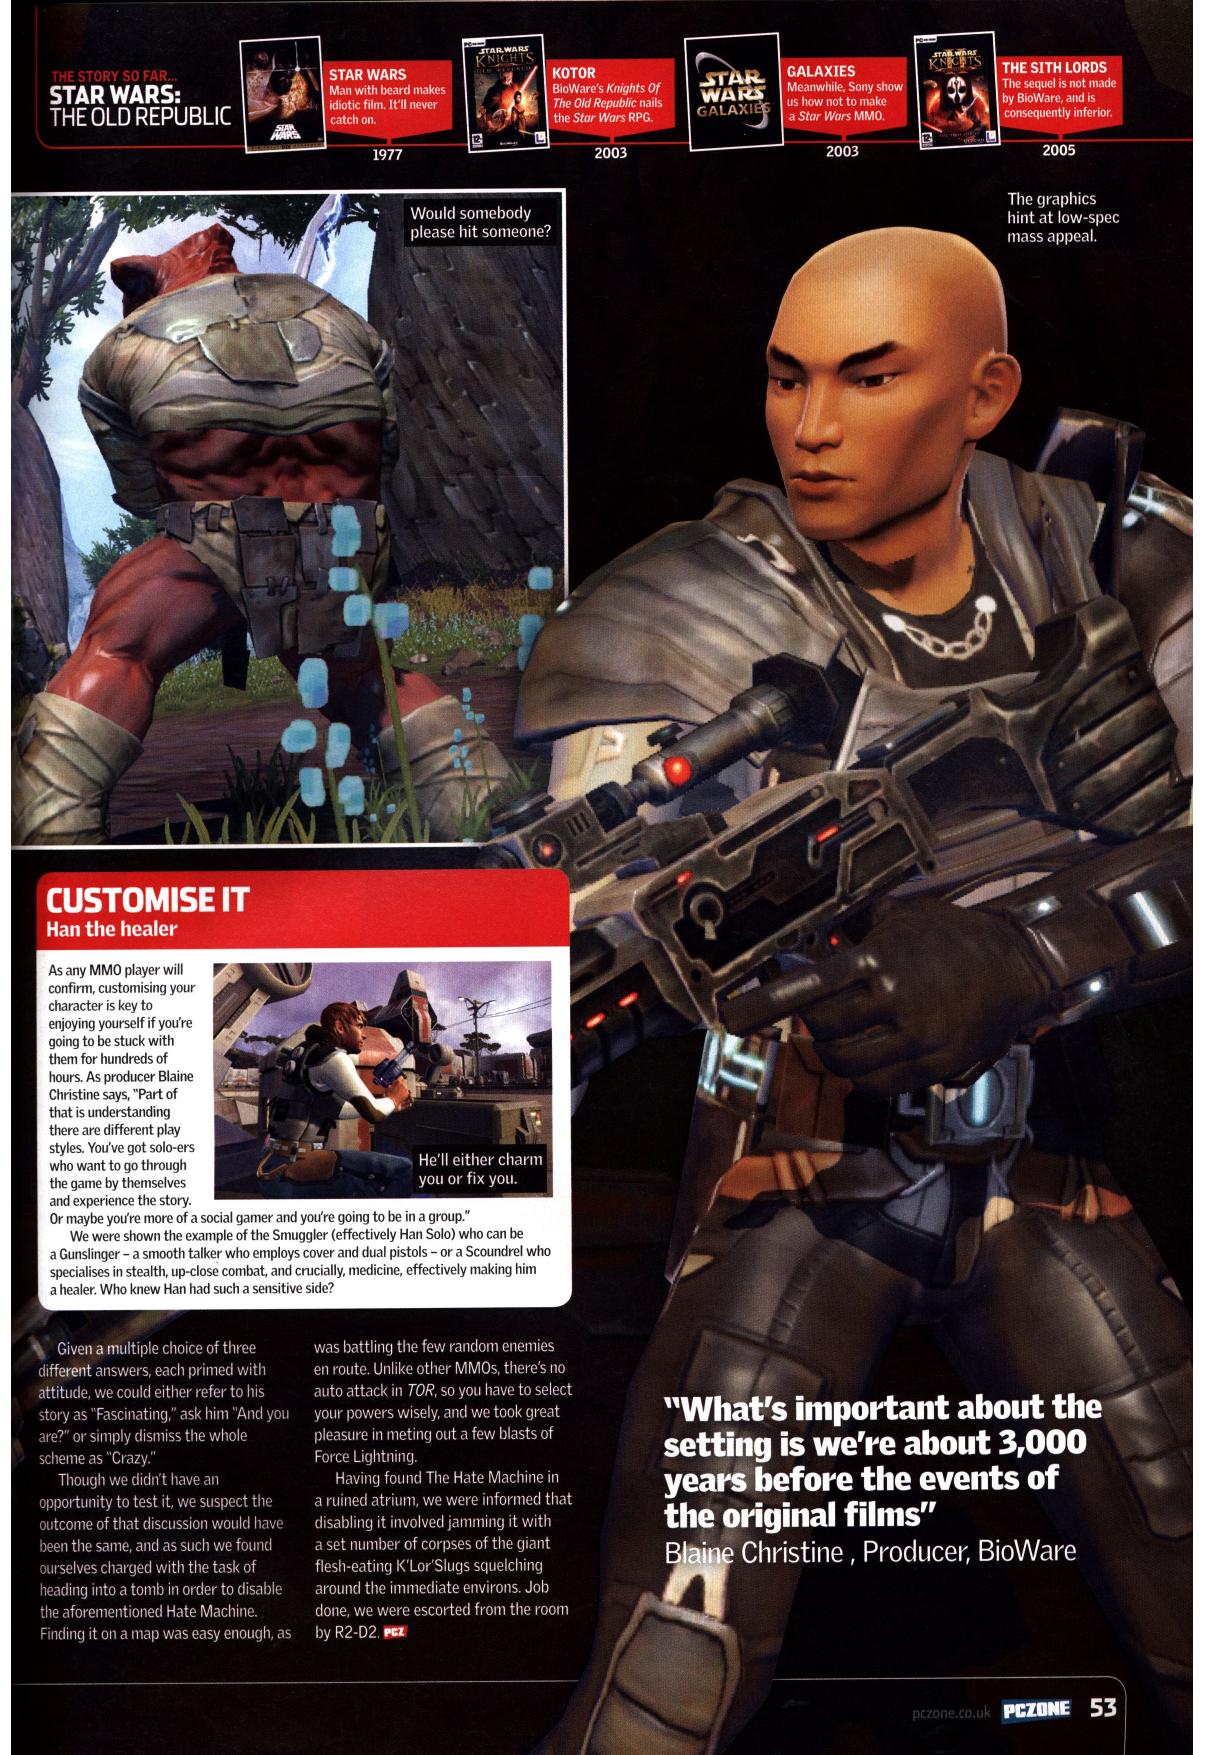 THE STORY SO FAR...
STAR WARS:
THE OLD REPUBLIC
STAR WARS
STAR WARS
Man with beard makes
idiotic film. It'll never
catch on.
1977
STAR WARS
KNIGHTS
OLD REPUBLIC
KOTOR
BioWare's Knights Of
The Old Republic nails
the Star Wars RPG.
2003
STAR
WARS
GALAXIES
GALAXIES
Meanwhile, Sony show
us how not to make
a Star Wars MMO.
2003
STAR WARS
KNIGHTS
THE SITH LORDS
The sequel is not made
by BioWare, and is
consequently inferior.
2005
Would somebody
please hit someone?
The graphics
hint at low-spec
mass appeal.
CUSTOMISE IT
Han the healer
As any MMO player will
confirm, customising your
character is key to
enjoying yourself if you're
going to be stuck with
them for hundreds of
hours. As producer Blaine
Christine says, "Part of
that is understanding
there are different play
styles. You've got solo-ers
who want to go through
the game by themselves
and experience the story.
Or maybe you're more of a social gamer and you're going to be in a group."
We were shown the example of the Smuggler (effectively Han Solo) who can be
a Gunslinger – a smooth talker who employs cover and dual pistols – or a Scoundrel who
specialises in stealth, up-close combat, and crucially, medicine, effectively making him
a healer. Who knew Han had such a sensitive side?
He'll either charm
you or fix you.
Given a multiple choice of three
different answers, each primed with
attitude, we could either refer to his
story as "Fascinating," ask him "And you
are?" or simply dismiss the whole
scheme as "Crazy."
Though we didn't have an
opportunity to test it, we suspect the
outcome of that discussion would have
been the same, and as such we found
ourselves charged with the task of
heading into a tomb in order to disable
the aforementioned Hate Machine.
Finding it on a map was easy enough, as
was battling the few random enemies
en route. Unlike other MMOs, there's no
auto attack in TOR, so you have to select
your powers wisely, and we took great
pleasure in meting out a few blasts of
Force Lightning.
Having found The Hate Machine in
a ruined atrium, we were informed that
disabling it involved jamming it with
a set number of corpses of the giant
flesh-eating K'Lor'Slugs squelching
around the immediate environs. Job
done, we were escorted from the room
by R2-D2. PCZ
"What's important about the
setting is we're about 3,000
years before the events of
the original films"
Blaine Christine , Producer, BioWare
pczone.co.uk PCZONE 53